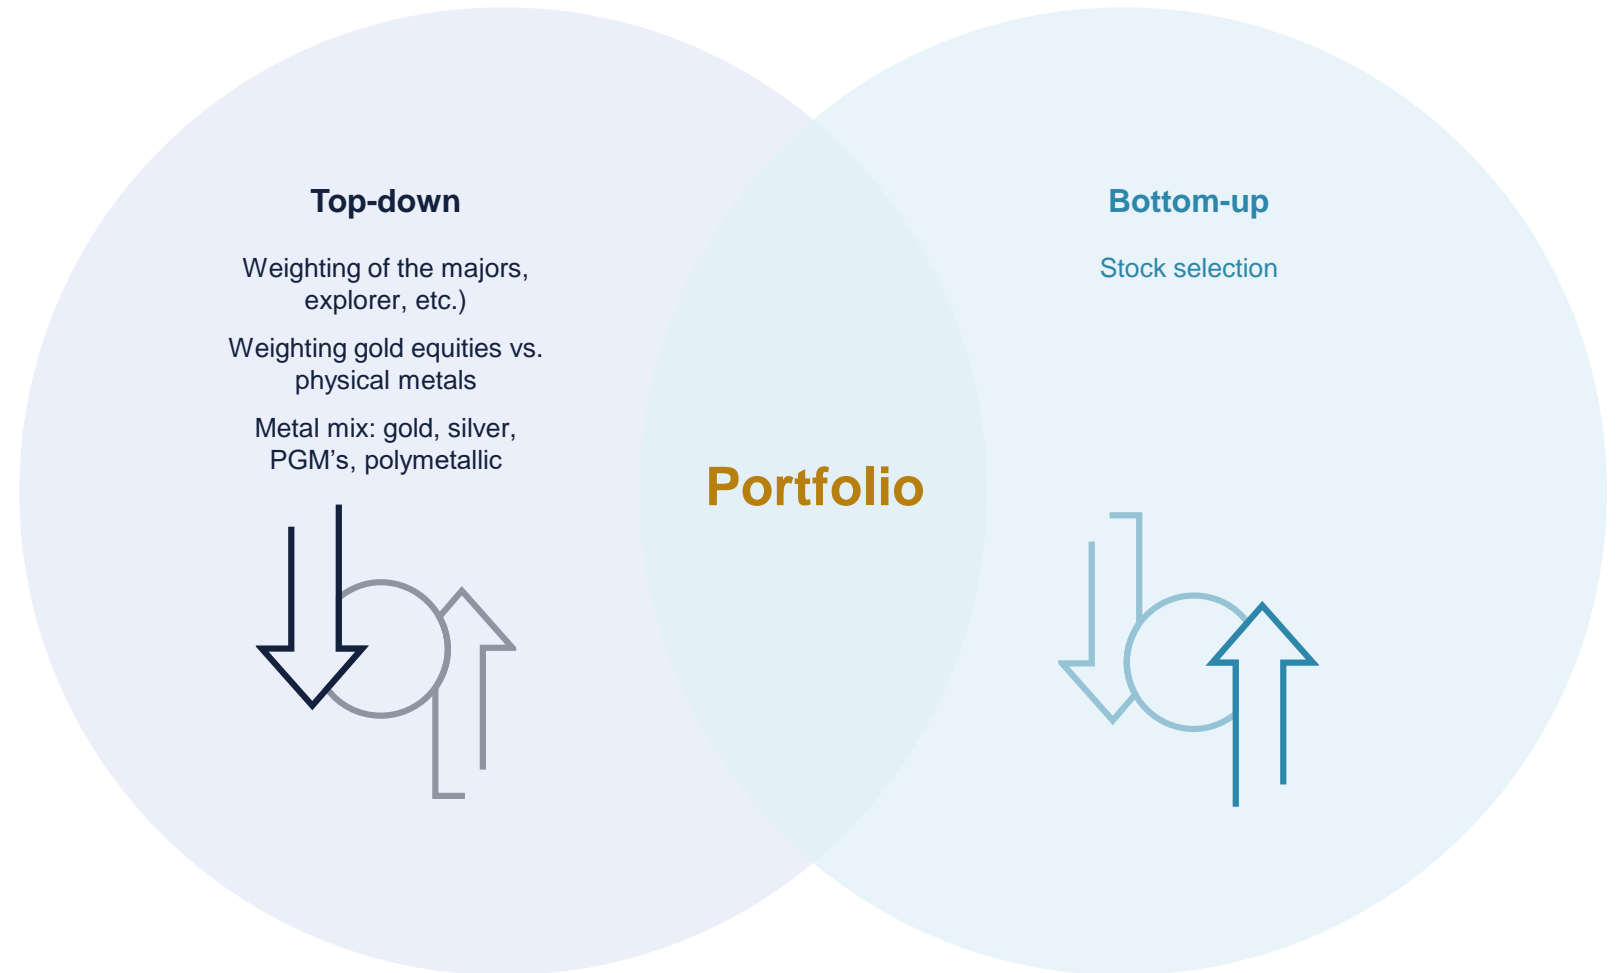 Top-down
Weighting of the majors,
explorer, etc.)
Weighting gold equities vs.
physical metals
Metal mix: gold, silver,
PGM’s, polymetallic
Portfolio
Bottom-up
Stock selection